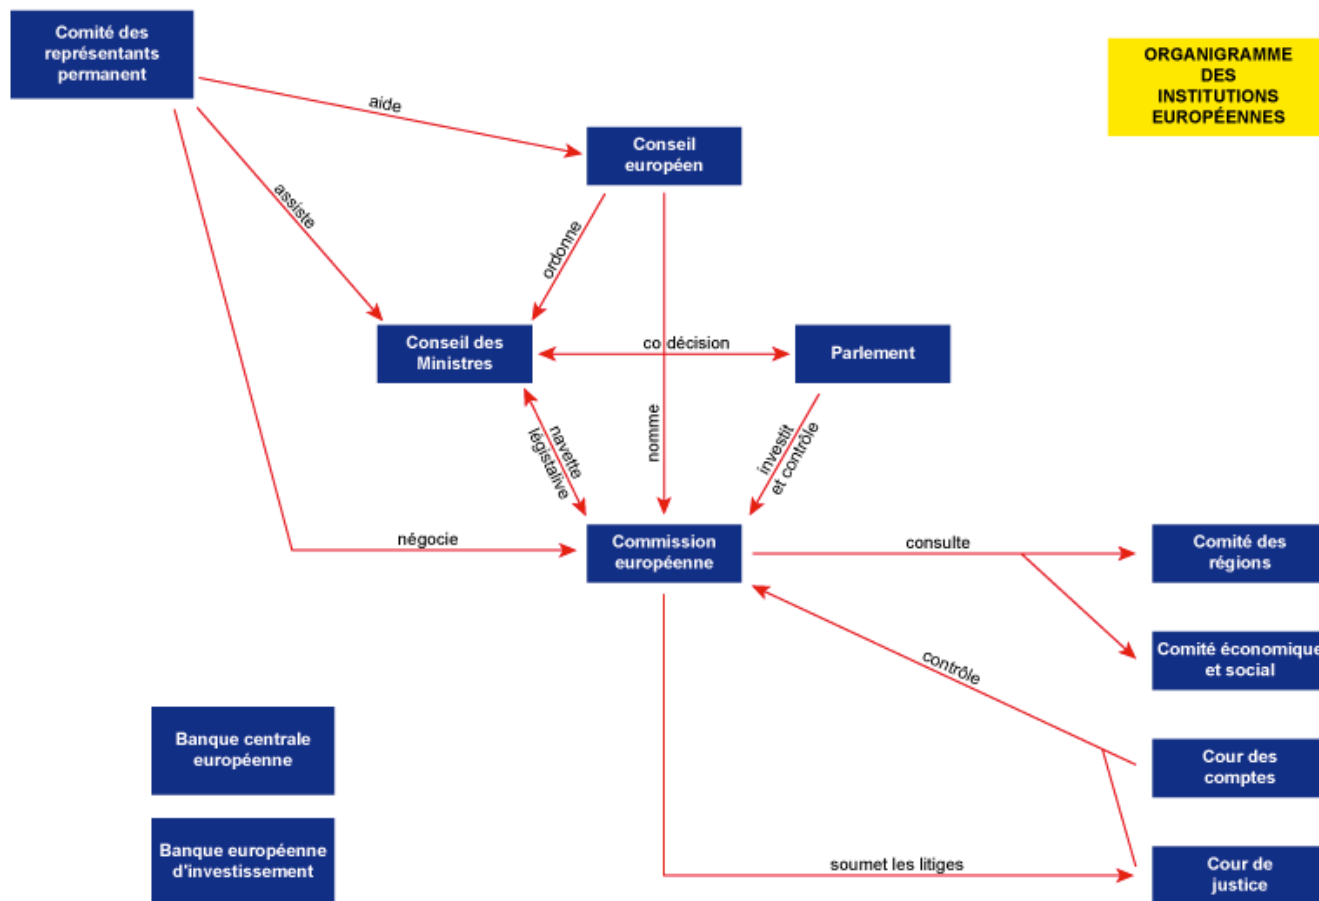 Comité des
représentants
permanent
ORGANIGRAMME
DES
INSTITUTIONS
EUROPÉENNES
aide
Conseil
européen
assiste
ordonne
Conseil des
Ministres
co décision
Parlement
navette
légistalive
nomme
investit
et contrôle
négocie
Commission
européenne
consulte
Comité des
régions
Comité économique
et social
contrôle
Banque centrale
européenne
Cour des
comptes
Banque européenne
d'investissement
soumet les litiges
Cour de
justice